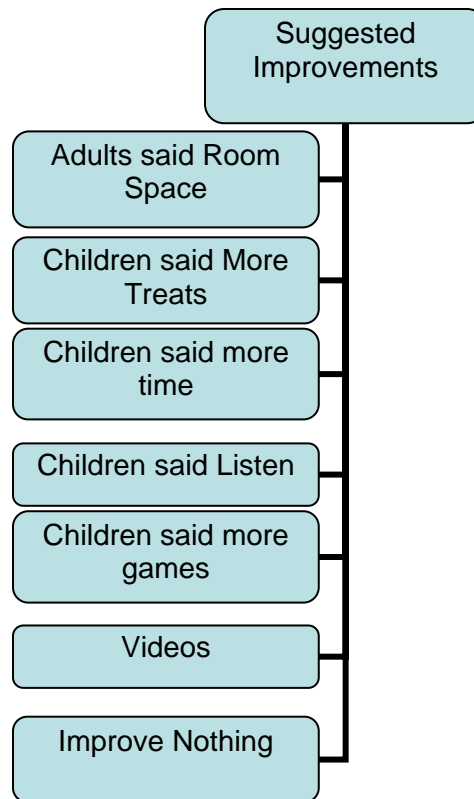 Suggested
Improvements
Adults said Room
Space
Children said More
Treats
Children said more
time
Children said Listen
Children said more
games
Videos
Improve Nothing